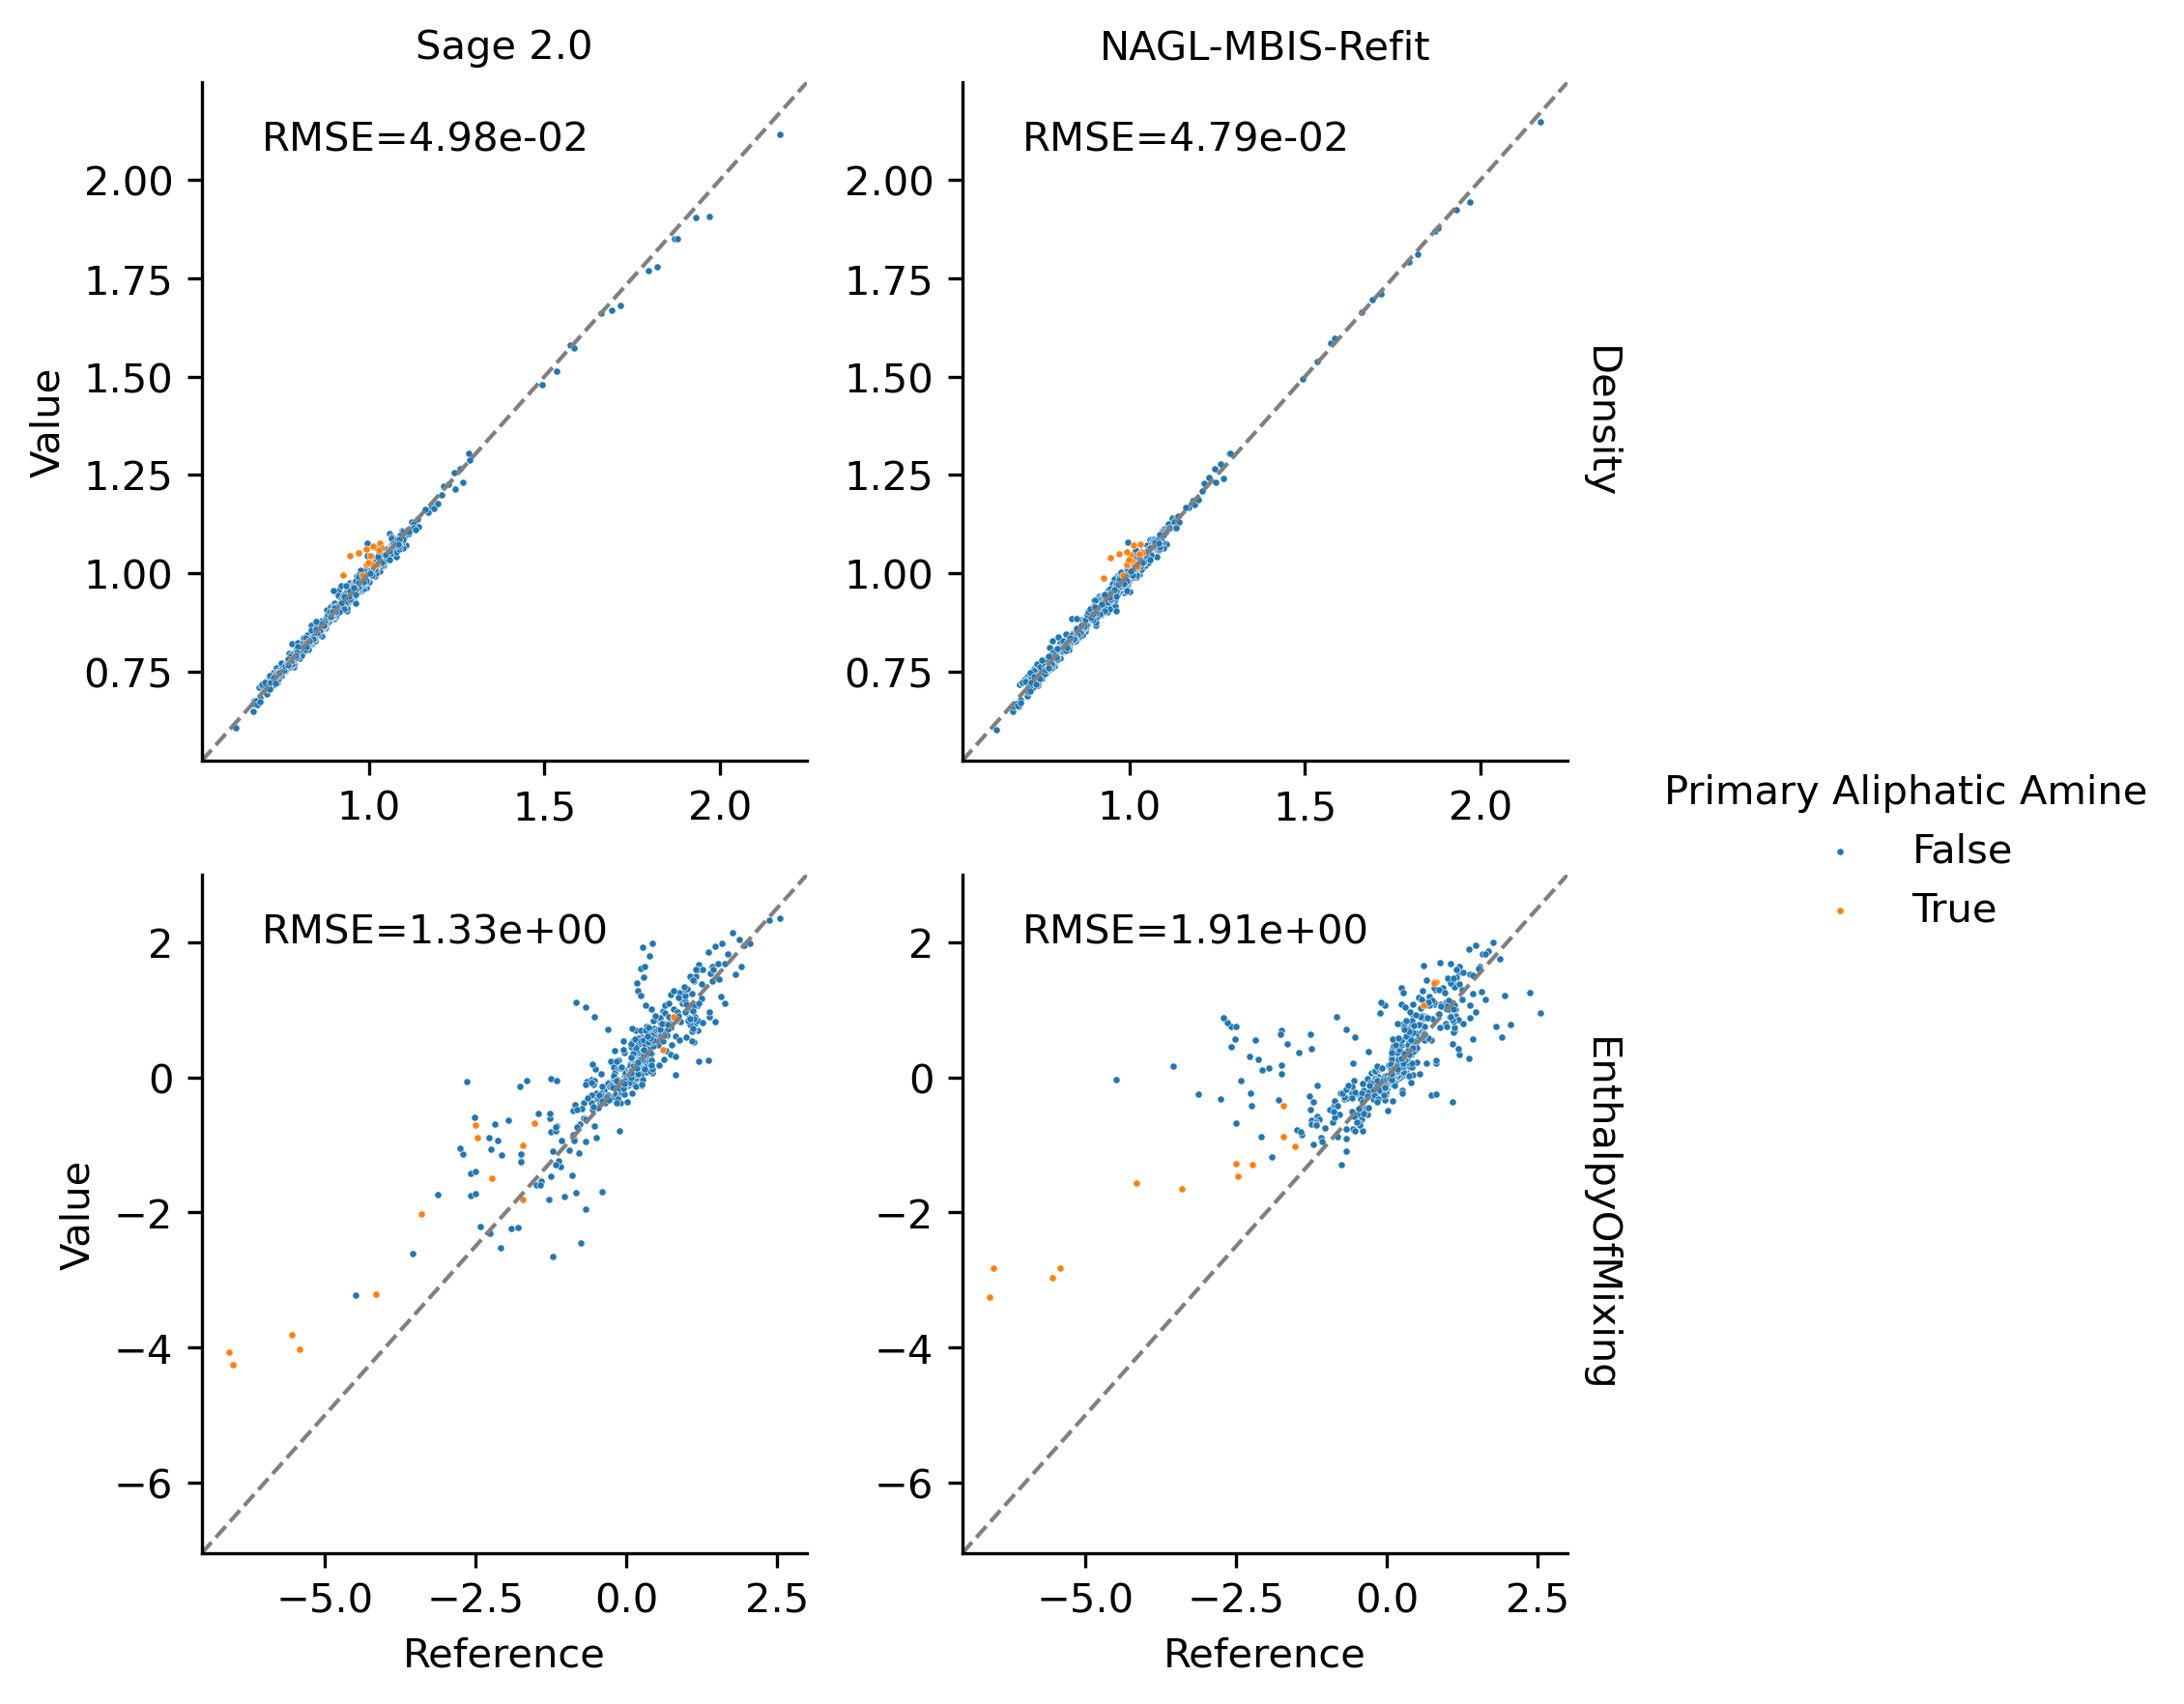 Sage 2.0
NAGL-MBIS-Refit
RMSE=4.98e-02
RMSE=4.79e-02
2.00
1.75
1.50
1.25
1.00
0.75
Value
2.00
1.75
1.50
1.25
1.00
0.75
Density
1.0 1.5 2.0
1.0 1.5 2.0
Primary Aliphatic Amine
False
True
RMSE=1.33e+00
RMSE=1.91e+00
2
0
−2
−4
−6
Value
2
0
−2
−4
−6
EnthalpyOfMixing
−5.0 −2.5 0.0 2.5
−5.0 −2.5 0.0 2.5
Reference
Reference